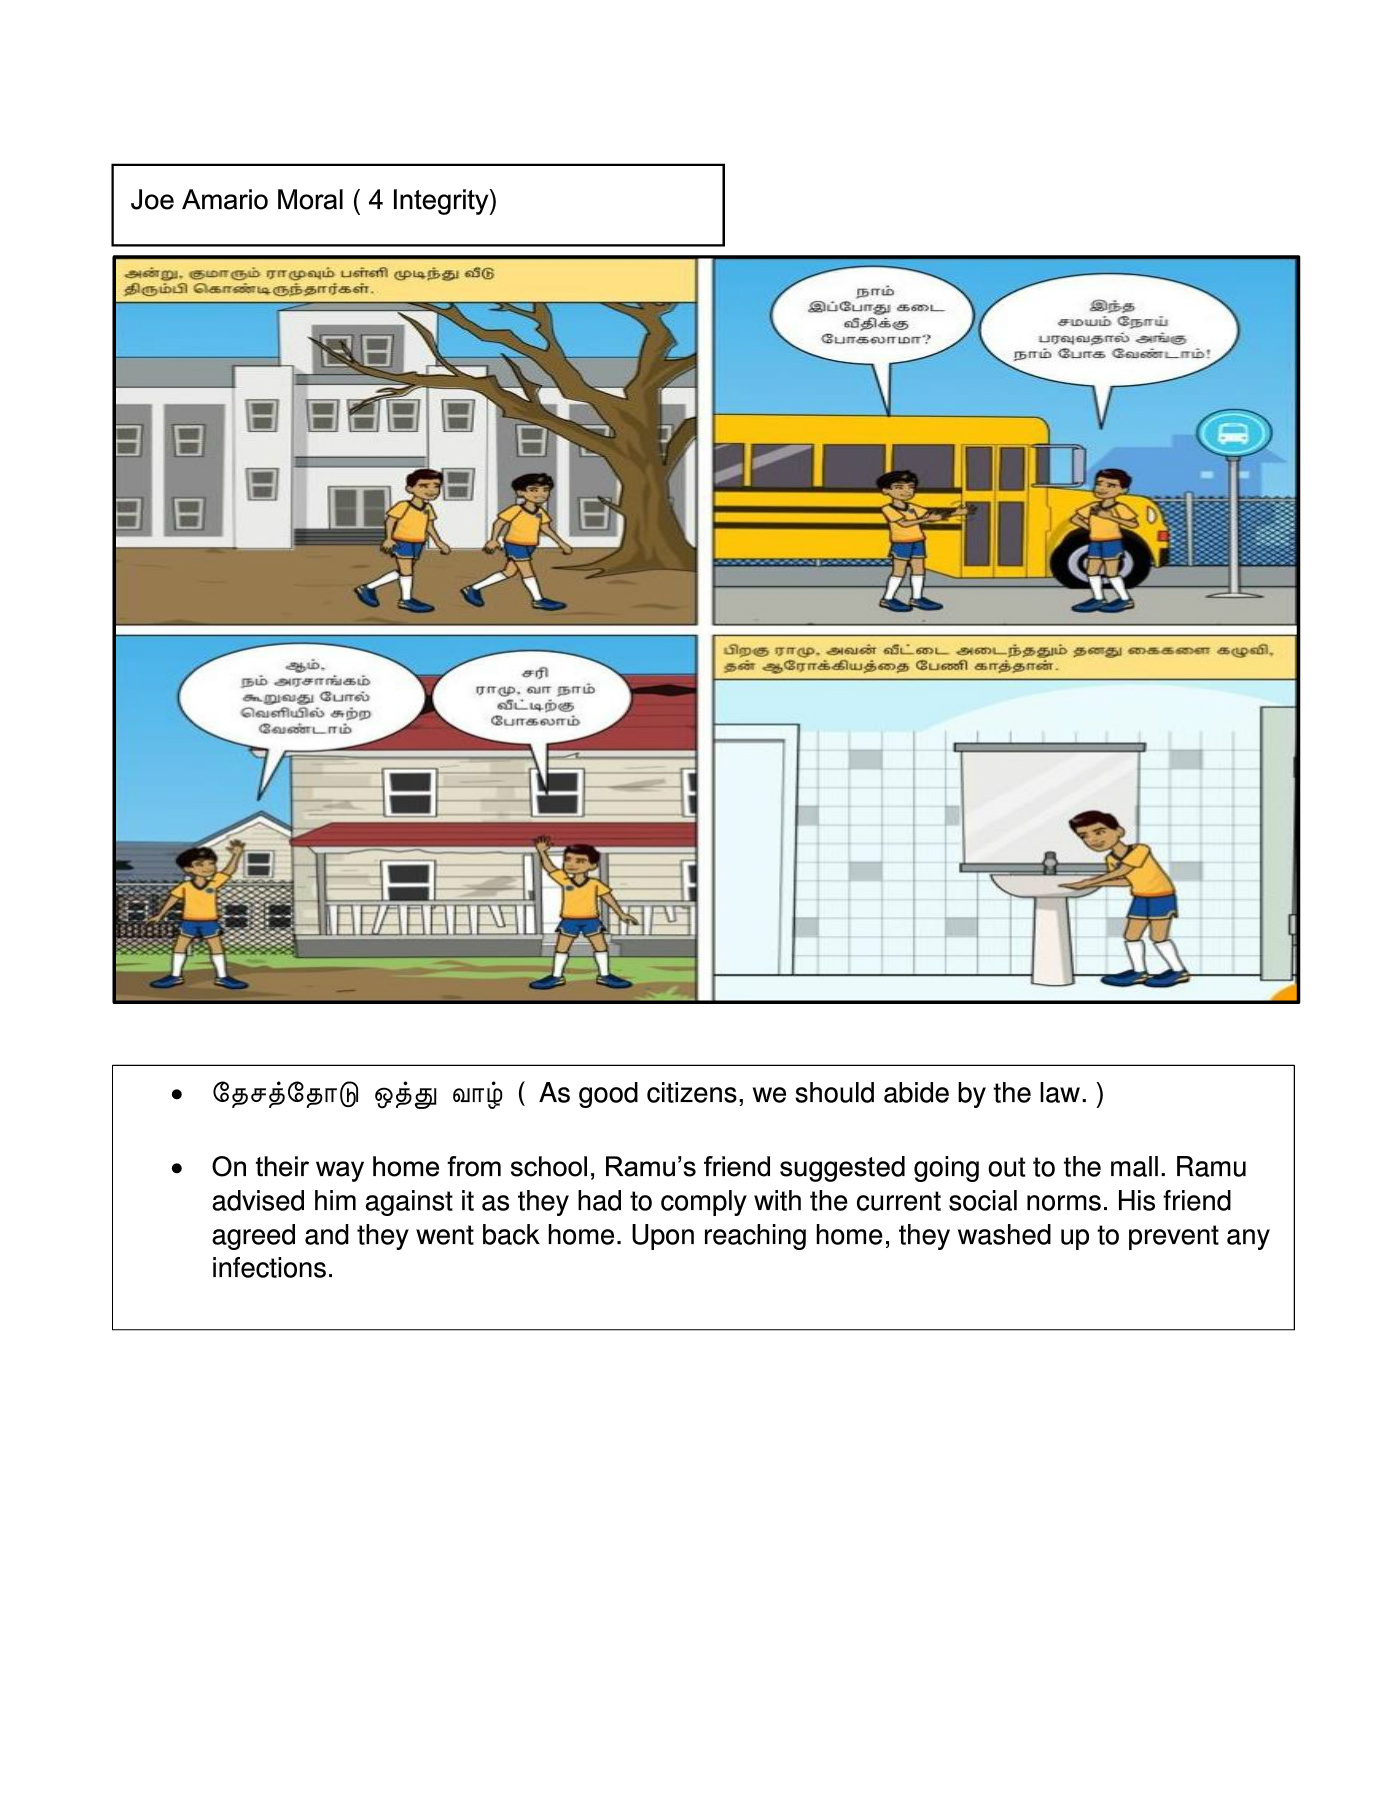 Joe Amario Moral ( 4 Integrity)
அன்று, குமாரும் ராமுவும் பள்ளி முடிந்து வீடு
திரும்பி கொண்டிருந்தார்கள்.
நாம்
இப்போது கடை
வீதிக்கு
போகலாமா?
இந்த
சமயம் நோய்
பரவுவதால் அங்கு
நாம் போக வேண்டாம்!
ஆம்,
நம் அரசாங்கம்
கூறுவது போல்
வெளியில் சுற்ற
வேண்டாம்
சரி
ராமு, வா நாம்
வீட்டிற்கு
போகலாம்
பிறகு ராமு, அவன் வீட்டை அடைந்ததும் தனது கைகளை கழுவி,
தன் ஆரோக்கியத்தை பேணி காத்தான்.
• தேசத்தோடு ஒத்து வாழ் ( As good citizens, we should abide by the law. )
• On their way home from school, Ramu’s friend suggested going out to the mall. Ramu
advised him against it as they had to comply with the current social norms. His friend
agreed and they went back home. Upon reaching home, they washed up to prevent any
infections.